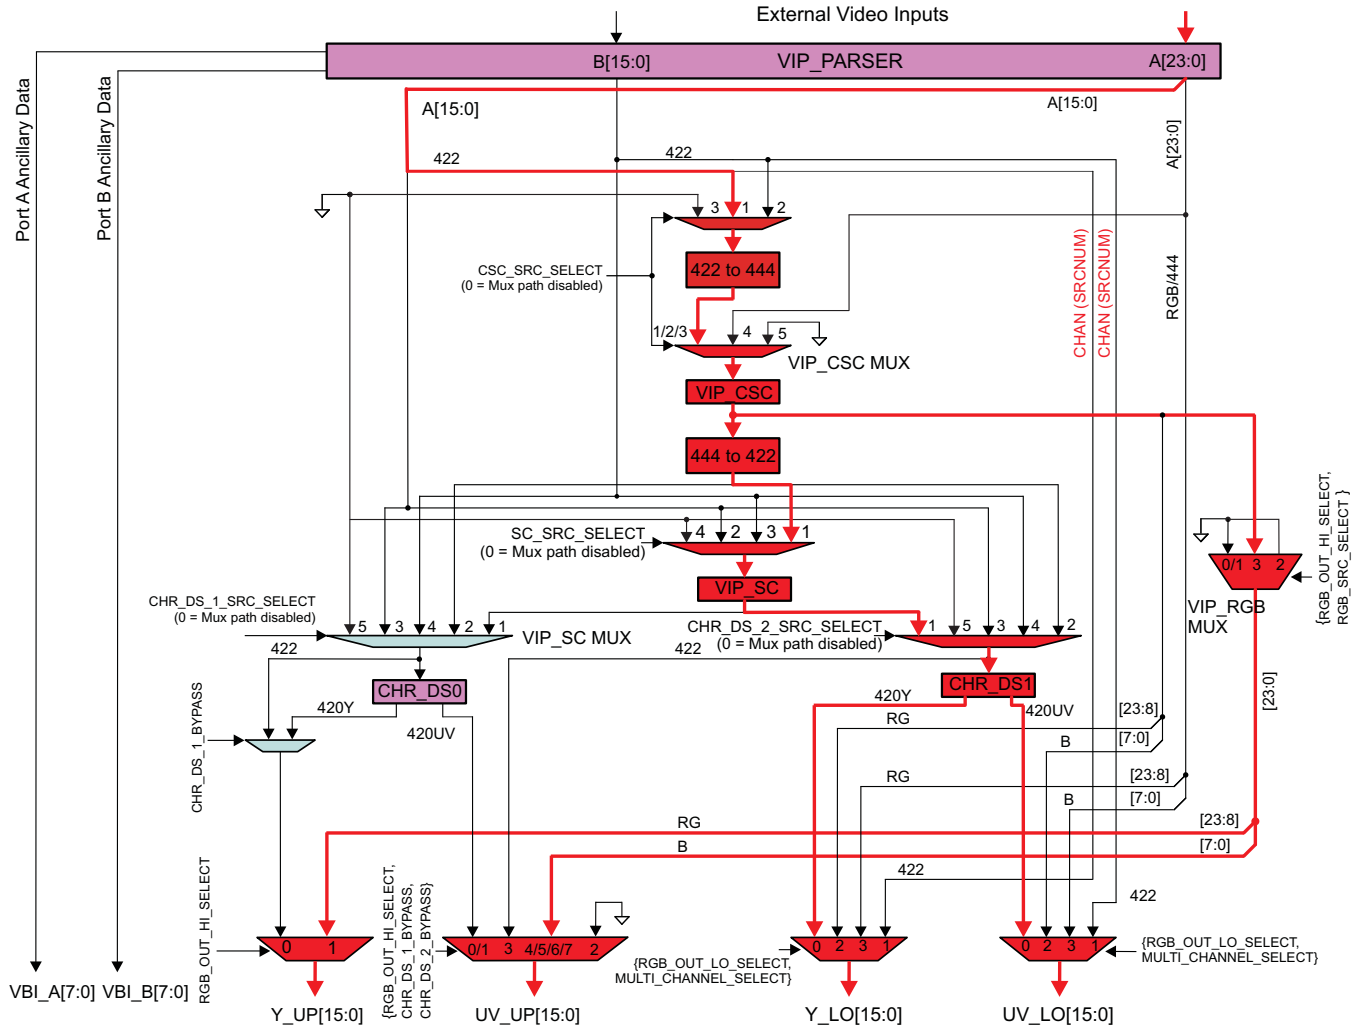 External Video Inputs
B[15:0] VIP_PARSER A[23:0]
A[15:0]
A[15:0]
Port A Ancillary Data
Port B Ancillary Data
A[23:0]
422
422
3 1 2
CSC_SRC_SELECT
(0 = Mux path disabled)
422 to 444
CHAN (SRCNUM)
CHAN (SRCNUM)
RGB/444
1/2/3 4 5
VIP_CSC MUX
VIP_CSC
444 to 422
SC_SRC_SELECT
(0 = Mux path disabled)
4 2 3 1
VIP_SC
{RGB_OUT_HI_SELECT,
RGB_SRC_SELECT }
0/1 3 2
VIP_RGB
MUX
CHR_DS_1_SRC_SELECT
(0 = Mux path disabled)
5 3 4 2 1
VIP_SC MUX
CHR_DS_2_SRC_SELECT
(0 = Mux path disabled)
1 5 3 4 2
422
422
CHR_DS0
CHR_DS1
420Y
420UV
420Y
420UV
[23:0]
CHR_DS_1_BYPASS
RG
[23:8]
B
[7:0]
RG
[23:8]
B
[7:0]
RG
[23:8]
B
[7:0]
422
422
RGB_OUT_HI_SELECT
0 1
{RGB_OUT_HI_SELECT,
CHR_DS_1_BYPASS,
CHR_DS_2_BYPASS}
0/1 3 4/5/6/7 2
0 2 3 1
{RGB_OUT_LO_SELECT,
MULTI_CHANNEL_SELECT}
0 2 3 1
{RGB_OUT_LO_SELECT,
MULTI_CHANNEL_SELECT}
VBI_A[7:0] VBI_B[7:0]
Y_UP[15:0]
UV_UP[15:0]
Y_LO[15:0]
UV_LO[15:0]